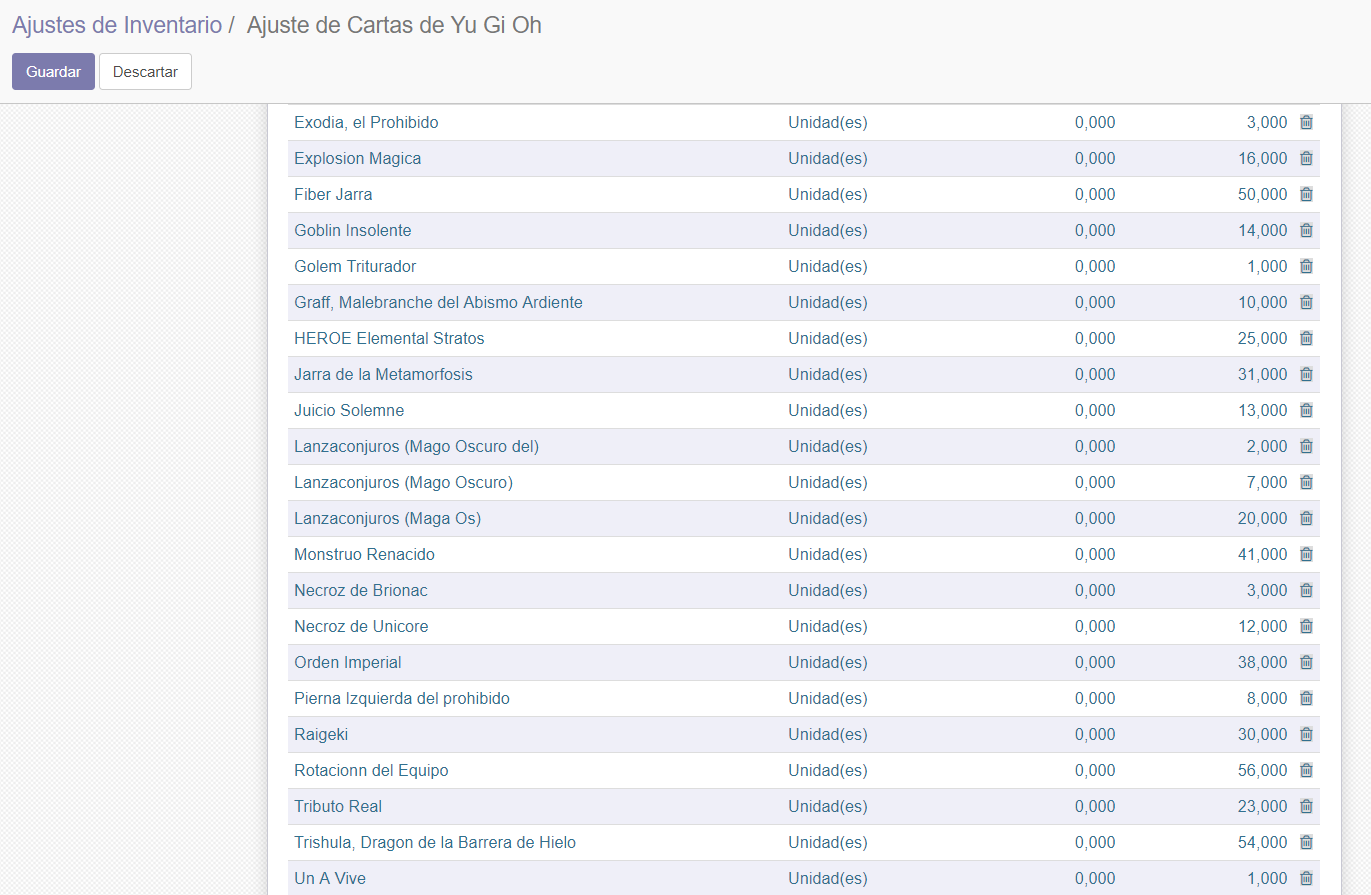 Ajustes de Inventario / Ajuste de Cartas de Yu Gi Oh
Guardar Descartar
Exodia, el Prohibido Unidad(es) 0,000 3,000
Explosion Magica Unidad(es) 0,000 16,000
Fiber Jarra Unidad(es) 0,000 50,000
Goblin Insolente Unidad(es) 0,000 14,000
Golem Triturador Unidad(es) 0,000 1,000
Graff, Malebranche del Abismo Ardiente Unidad(es) 0,000 10,000
HEROE Elemental Stratos Unidad(es) 0,000 25,000
Jarra de la Metamorfosis Unidad(es) 0,000 31,000
Juicio Solemne Unidad(es) 0,000 13,000
Lanzaconjuros (Mago Oscuro del) Unidad(es) 0,000 2,000
Lanzaconjuros (Mago Oscuro) Unidad(es) 0,000 7,000
Lanzaconjuros (Maga Os) Unidad(es) 0,000 20,000
Monstruo Renacido Unidad(es) 0,000 41,000
Necroz de Brionac Unidad(es) 0,000 3,000
Necroz de Unicore Unidad(es) 0,000 12,000
Orden Imperial Unidad(es) 0,000 38,000
Pierna Izquierda del prohibido Unidad(es) 0,000 8,000
Raigeki Unidad(es) 0,000 30,000
Rotacionn del Equipo Unidad(es) 0,000 56,000
Tributo Real Unidad(es) 0,000 23,000
Trishula, Dragon de la Barrera de Hielo Unidad(es) 0,000 54,000
Un A Vive Unidad(es) 0,000 1,000